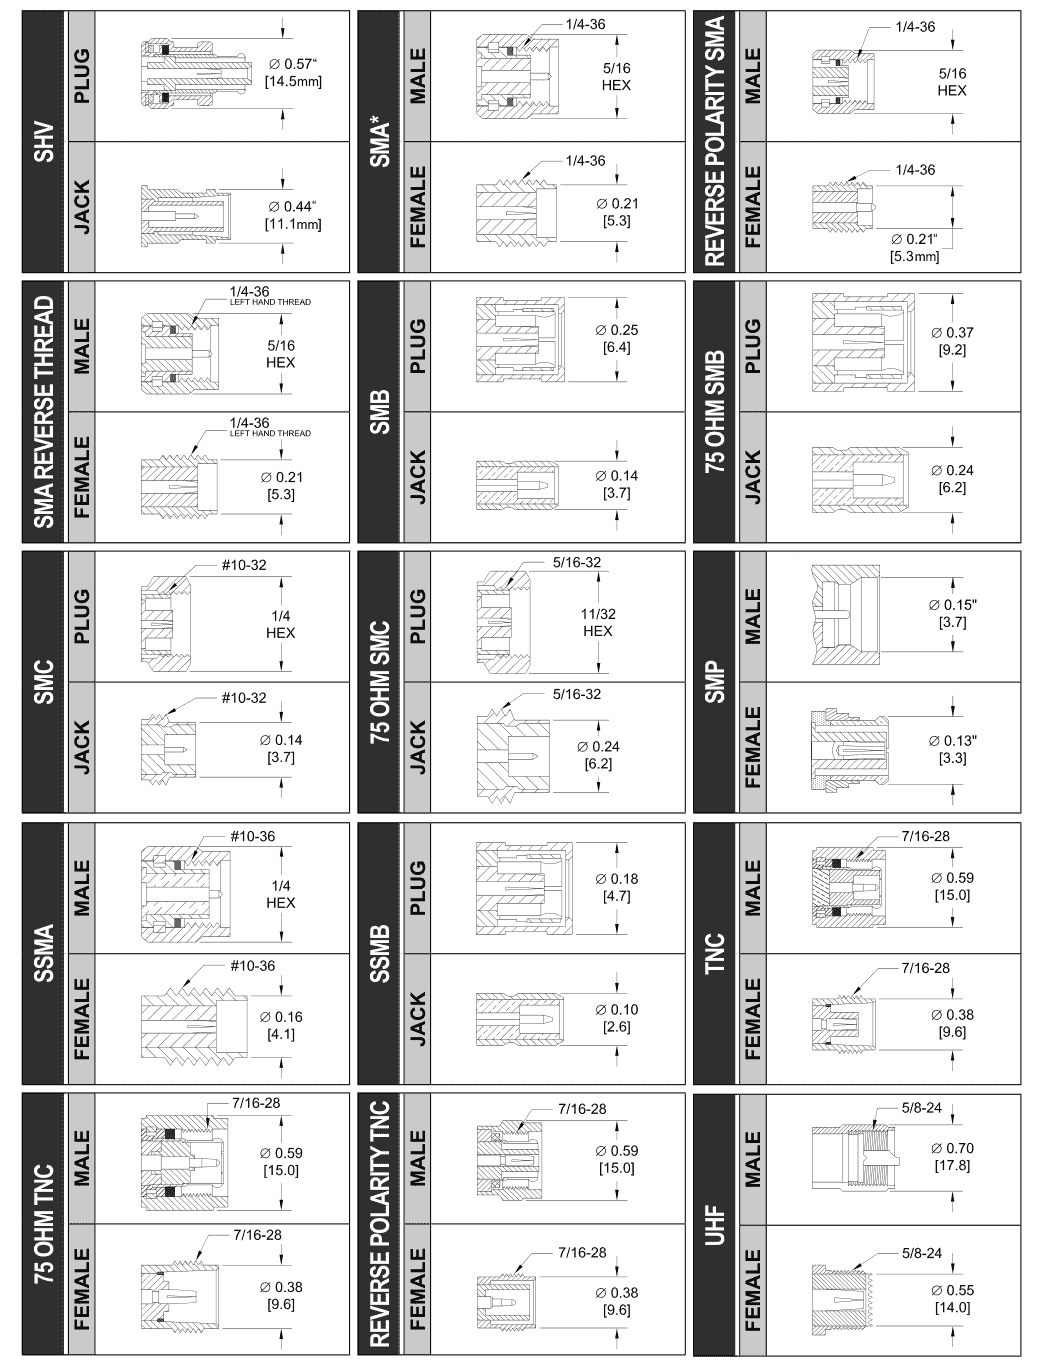 SHV
PLUG
Ø 0.57“
[14.5mm]
JACK
Ø 0.44“
[11.1mm]
SMA*
MALE
1/4-36
5/16
HEX
FEMALE
1/4-36
Ø 0.21
[5.3]
REVERSE POLARITY SMA
MALE
1/4-36
5/16
HEX
FEMALE
1/4-36
Ø 0.21“
[5.3mm]
SMA REVERSE THREAD
MALE
1/4-36
LEFT HAND THREAD
5/16
HEX
FEMALE
1/4-36
LEFT HAND THREAD
Ø 0.21
[5.3]
SMB
PLUG
Ø 0.25
[6.4]
JACK
Ø 0.14
[3.7]
75 OHM SMB
PLUG
Ø 0.37
[9.2]
JACK
Ø 0.24
[6.2]
SMC
PLUG
#10-32
1/4
HEX
JACK
#10-32
Ø 0.14
[3.7]
75 OHM SMC
PLUG
5/16-32
11/32
HEX
JACK
5/16-32
Ø 0.24
[6.2]
SMP
MALE
Ø 0.15"
[3.7]
FEMALE
Ø 0.13"
[3.3]
SSMA
MALE
#10-36
1/4
HEX
FEMALE
#10-36
Ø 0.16
[4.1]
SSMB
PLUG
Ø 0.18
[4.7]
JACK
Ø 0.10
[2.6]
TNC
MALE
7/16-28
Ø 0.59
[15.0]
FEMALE
7/16-28
Ø 0.38
[9.6]
75 OHM TNC
MALE
7/16-28
Ø 0.59
[15.0]
FEMALE
7/16-28
Ø 0.38
[9.6]
REVERSE POLARITY TNC
MALE
7/16-28
Ø 0.59
[15.0]
FEMALE
7/16-28
Ø 0.38
[9.6]
UHF
MALE
5/8-24
Ø 0.70
[17.8]
FEMALE
5/8-24
Ø 0.55
[14.0]